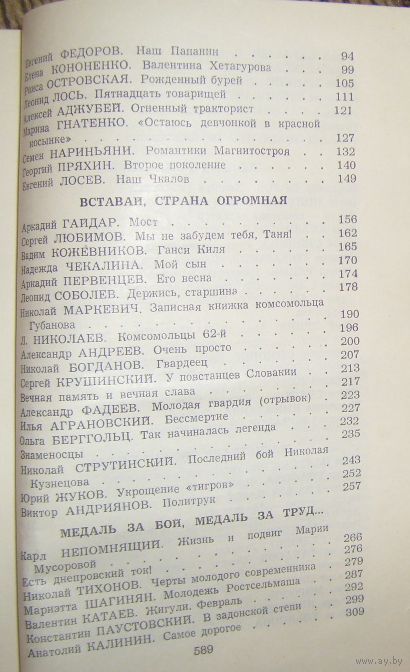 Евгений ФЕДОРОВ. Наш Папанин . . . . . 94
Елена КОНОНЕНКО. Валентина Хетагурова . . . . 99
Раиса ОСТРОВСКАЯ. Рожденный бурей . . . . 105
Леонид ЛОСЬ. Пятнадцать товарищей . . . . 111
Алексей АДЖУБЕЙ. Огненный тракторист . . . . 121
Марина ГНАТЕНКО. «Остаюсь девчонкой в красной
косынке» . . . . . . . . . . 127
Семен НАРИНЬЯНИ. Романтики Магнитостроя . . . 132
Георгий ПРЯХИН. Второе поколение . . . . 140
Евгений ЛОСЕВ. Наш Чкалов . . . . . . 149
ВСТАВАЙ, СТРАНА ОГРОМНАЯ
Аркадий ГАЙДАР. Мост . . . . . . . 156
Сергей ЛЮБИМОВ. Мы не забудем тебя, Таня! . . 162
Вадим КОЖЕВНИКОВ. Ганси Киля . . . . . 165
Надежда ЧЕКАЛИНА. Мой сын . . . . . . 170
Аркадий ПЕРВЕНЦЕВ. Его весна . . . . . 174
Леонид СОБОЛЕВ. Держись, старшина . . . . 178
Николай МАРКЕВИЧ. Записная книжка комсомольца
Губанова . . . . . . . . . . 190
Л. НИКОЛАЕВ. Комсомольцы 62-й . . . . . 196
Александр АНДРЕЕВ. Очень просто . . . . . 200
Николай БОГДАНОВ. Гвардеец . . . . . . 207
Сергей КРУШИНСКИЙ. У повстанцев Словакии . . . 213
Вечная память и вечная слава . . . . . . 217
Александр ФАДЕЕВ. Молодая гвардия (отрывок) . . 223
Илья АГРАНОВСКИЙ. Бессмертие . . . . . 227
Ольга БЕРГГОЛЬЦ. Так начиналась легенда . . . 232
Знаменосцы . . . . . . . . . . 235
Николай СТРУТИНСКИЙ. Последний бой Николая
Кузнецова . . . . . . . . . . 243
Юрий ЖУКОВ. Укрощение «тигров» . . . . . 252
Виктор АНДРИЯНОВ. Политрук . . . . . . 257
МЕДАЛЬ ЗА БОЙ, МЕДАЛЬ ЗА ТРУД...
Карл НЕПОМНЯЩИЙ. Жизнь и подвиг Марии
Мусоровой . . . . . . . . . . 266
Есть днепровский ток! . . . . . . . . 276
Николай ТИХОНОВ. Черты молодого современника . . 279
Мариэтта ШАГИНЯН. Молодежь Ростсельмаша . . . 287
Валентин КАТАЕВ. Жигули. Февраль . . . . 292
Константин ПАУСТОВСКИЙ. В задонской степи . . . 299
Анатолий КАЛИНИН. Самое дорогое . . . . . 309
589
ay.by